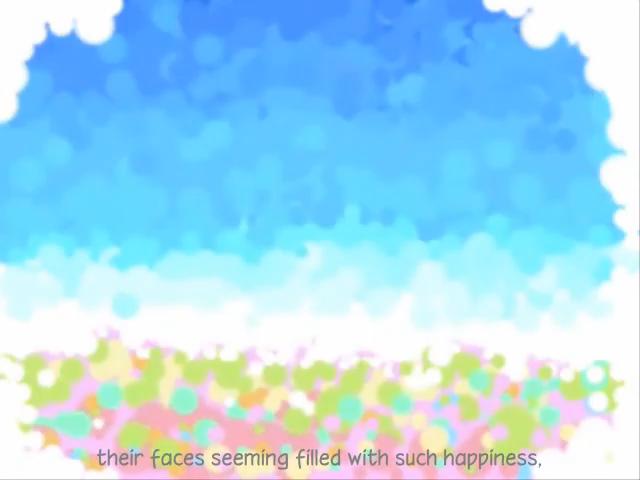 their faces seeming filled with such happiness,